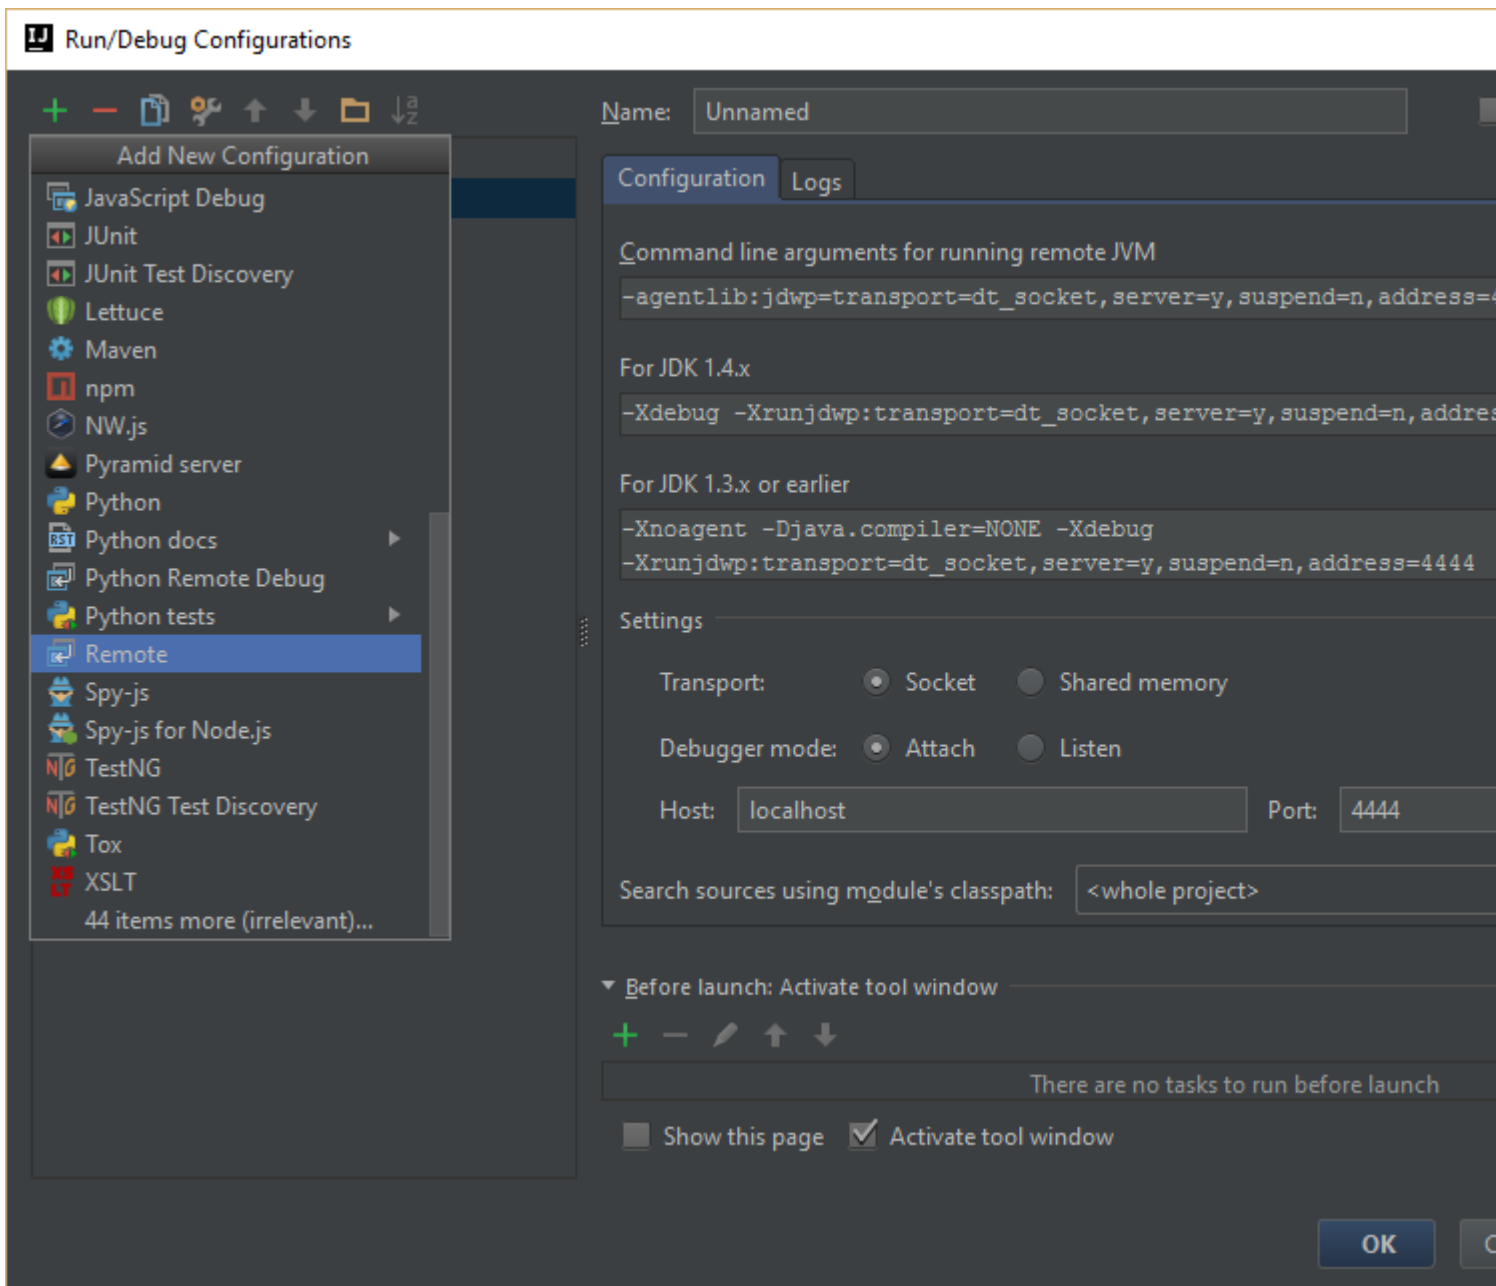 Run/Debug Configurations
Name: Unnamed
Add New Configuration
JavaScript Debug
JUnit
JUnit Test Discovery
Lettuce
Maven
npm
NW.js
Pyramid server
Python
Python docs
Python Remote Debug
Python tests
Remote
Spy-js
Spy-js for Node.js
TestNG
TestNG Test Discovery
Tox
XSLT
44 items more (irrelevant)...
Configuration Logs
Command line arguments for running remote JVM
-agentlib:jdwp=transport=dt_socket,server=y,suspend=n,address=4
For JDK 1.4.x
-Xdebug -Xrunjdwp:transport=dt_socket,server=y,suspend=n,addres
For JDK 1.3.x or earlier
-Xnoagent -Djava.compiler=NONE -Xdebug
-Xrunjdwp:transport=dt_socket,server=y,suspend=n,address=4444
Settings
Transport: Socket Shared memory
Debugger mode: Attach Listen
Host: localhost Port: 4444
Search sources using module's classpath: <whole project>
Before launch: Activate tool window
There are no tasks to run before launch
Show this page Activate tool window
OK